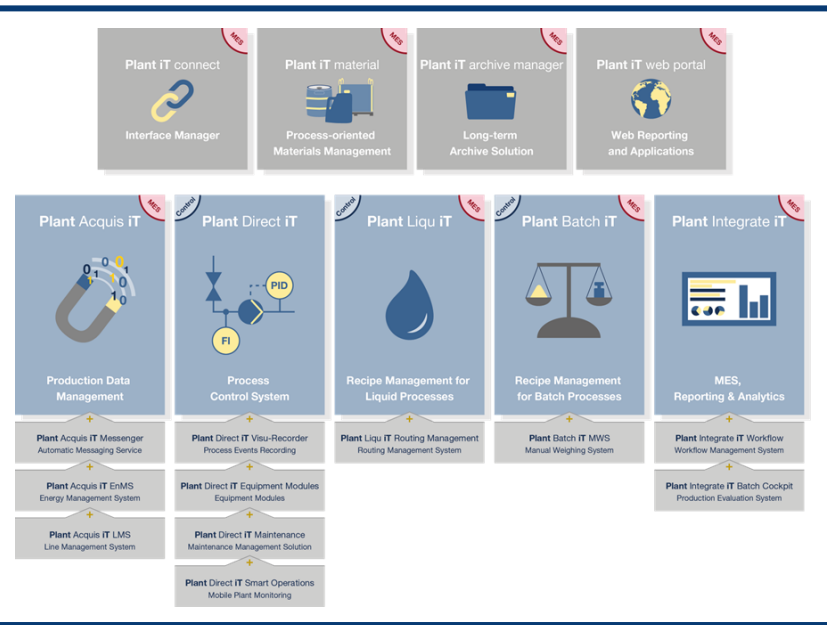 MES
MES
MES
MES
Plant iT connect
Plant iT material
Plant iT archive manager
Plant iT web portal
Interface Manager
Process-oriented
Materials Management
Long-term
Archive Solution
Web Reporting
and Applications
MES
Control
Control
MES
Control
MES
MES
Plant Acquis iT
Plant Direct iT
Plant Liqu iT
Plant Batch iT
Plant Integrate iT
0 0 0
1 1 1
1 0
PID
FI
Production Data
Management
Process
Control System
Recipe Management for
Liquid Processes
Recipe Management
for Batch Processes
MES,
Reporting & Analytics
+
Plant Acquis iT Messenger
Automatic Messaging Service
+
Plant Acquis iT EnMS
Energy Management System
+
Plant Acquis iT LMS
Line Management System
+
Plant Direct iT Visu-Recorder
Process Events Recording
+
Plant Direct iT Equipment Modules
Equipment Modules
+
Plant Direct iT Maintenance
Maintenance Management Solution
+
Plant Direct iT Smart Operations
Mobile Plant Monitoring
+
Plant Liqu iT Routing Management
Routing Management System
+
Plant Batch iT MWS
Manual Weighing System
+
Plant Integrate iT Workflow
Workflow Management System
+
Plant Integrate iT Batch Cockpit
Production Evaluation System